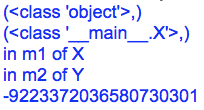 (<class 'object'>,)
(<class '__main__.X'>,)
in m1 of X
in m2 of Y
-9223372036580730301